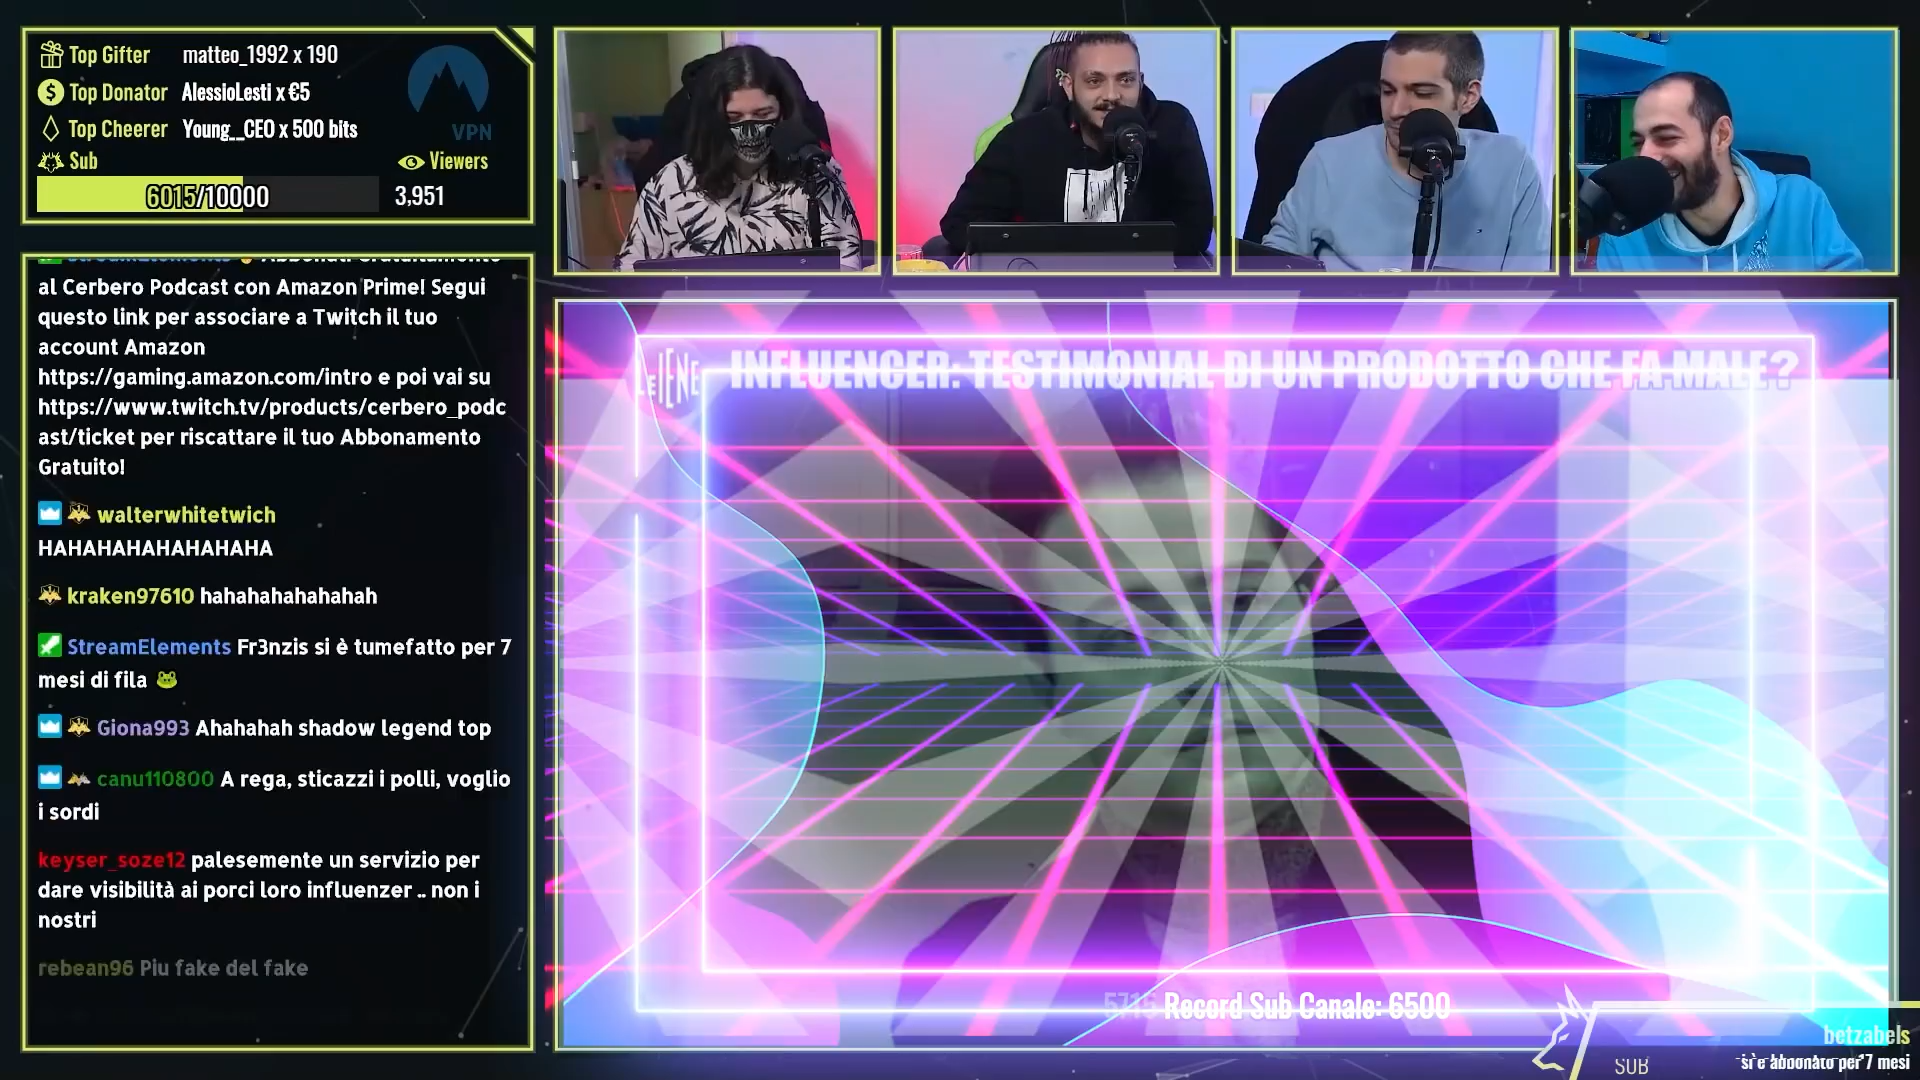 Top Gifter matteo_1992 x 190
Top Donator AlessioLesti x €5
Top Cheerer Young__CEO x 500 bits
VPN
Sub
Viewers
6015/10000
3,951
al Cerbero Podcast con Amazon Prime! Segui
questo link per associare a Twitch il tuo
account Amazon
https://gaming.amazon.com/intro e poi vai su
https://www.twitch.tv/products/cerbero_podc
ast/ticket per riscattare il tuo Abbonamento
Gratuito!
walterwhitetwich
HAHAHAHAHAHAHAHA
kraken97610 hahahahahahahah
StreamElements Fr3nzis si è tumefatto per 7
mesi di fila
Giona993 Ahahahah shadow legend top
canu110800 A rega, sticazzi i polli, voglio
i sordi
keyser_soze12 palesemente un servizio per
dare visibilità ai porci loro influenzer .. non i
nostri
rebean96 Piu fake del fake
Le IENE
INFLUENCER: TESTIMONIAL DI UN PRODOTTO CHE FA MALE?
5715 Record Sub Canale: 6500
SUB
betzabels
si è abbonato per 7 mesi